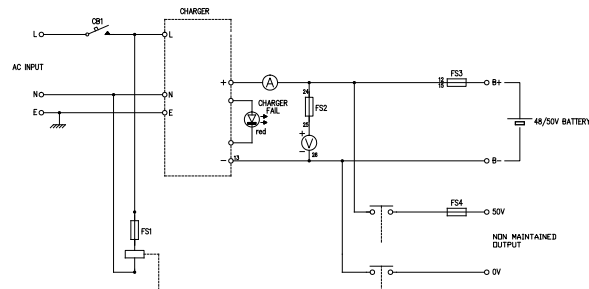 CHARGER
CB1
L
L
AC INPUT
N
N
E
E
+
A
CHARGER
FAIL
red
-
13
24
FS2
25
+
V
-
26
12
15
FS3
B+
48/50V BATTERY
B-
FS4
50V
NON MAINTAINED
OUTPUT
0V
FS1